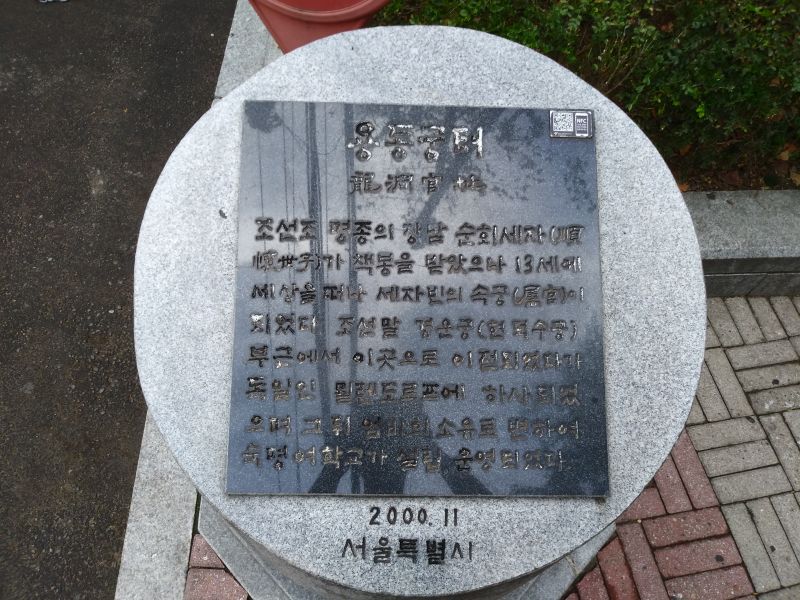 용동궁터
龍洞宮址
조선조 명종의 장남 순회세자(順
懷世子)가 책봉을 받았으나 13세에
세상을 떠나 세자빈의 속궁(屬宮)이
되었다. 조선말 경운궁(현 덕수궁)
부근에서 이곳으로 이전되었다가
독일인 묄렌도르프에 하사되었
으며 그 뒤 엄비의 소유로 변하여
숙명여학교가 설립 운영되었다.
2000.11
서울특별시
NFC